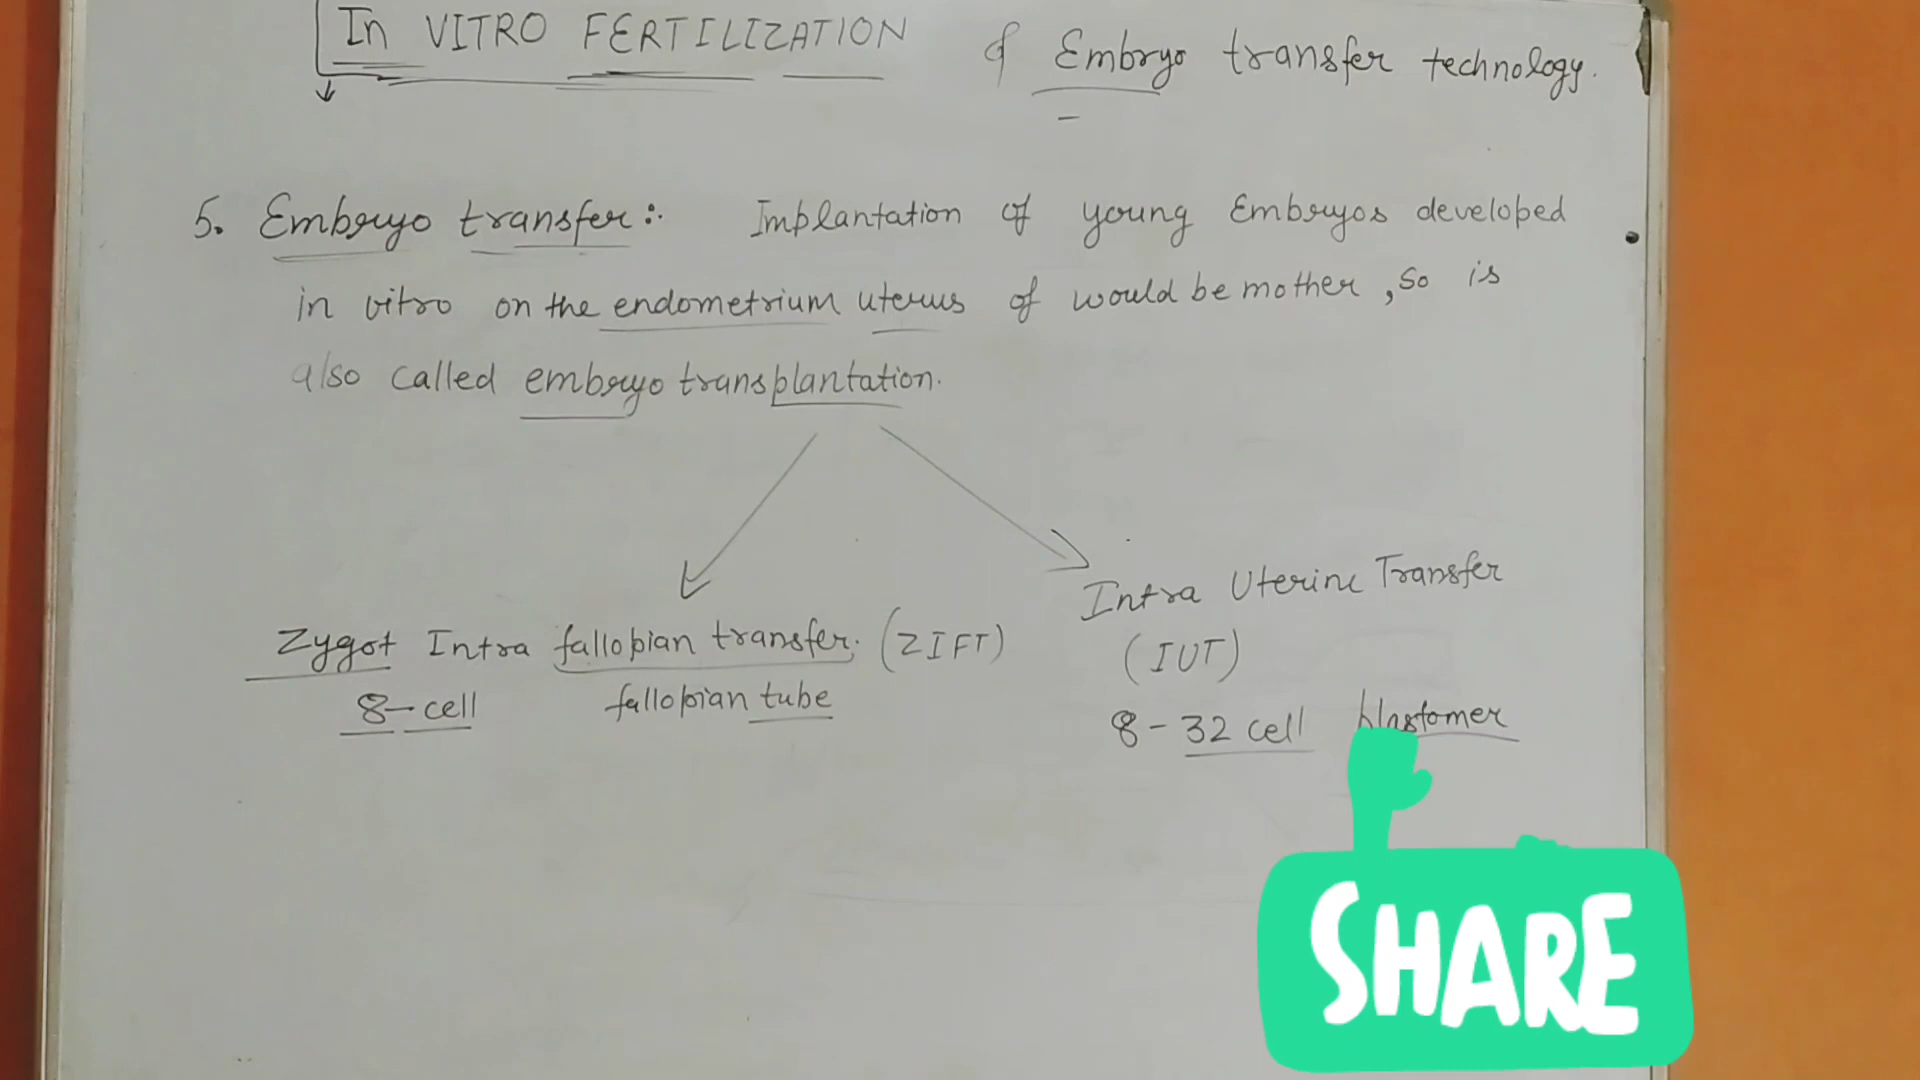 In VITRO FERTILIZATION & Embryo transfer technology.
5. Embryo transfer:- Implantation of young Embryos developed
in vitro on the endometrium uterus of would be mother, so is
also called embryo transplantation.
Zygot Intra fallopian transfer. (ZIFT)
8-cell fallopian tube
Intra Uterine Transfer
(IUT)
8-32 cell blastomer
SHARE